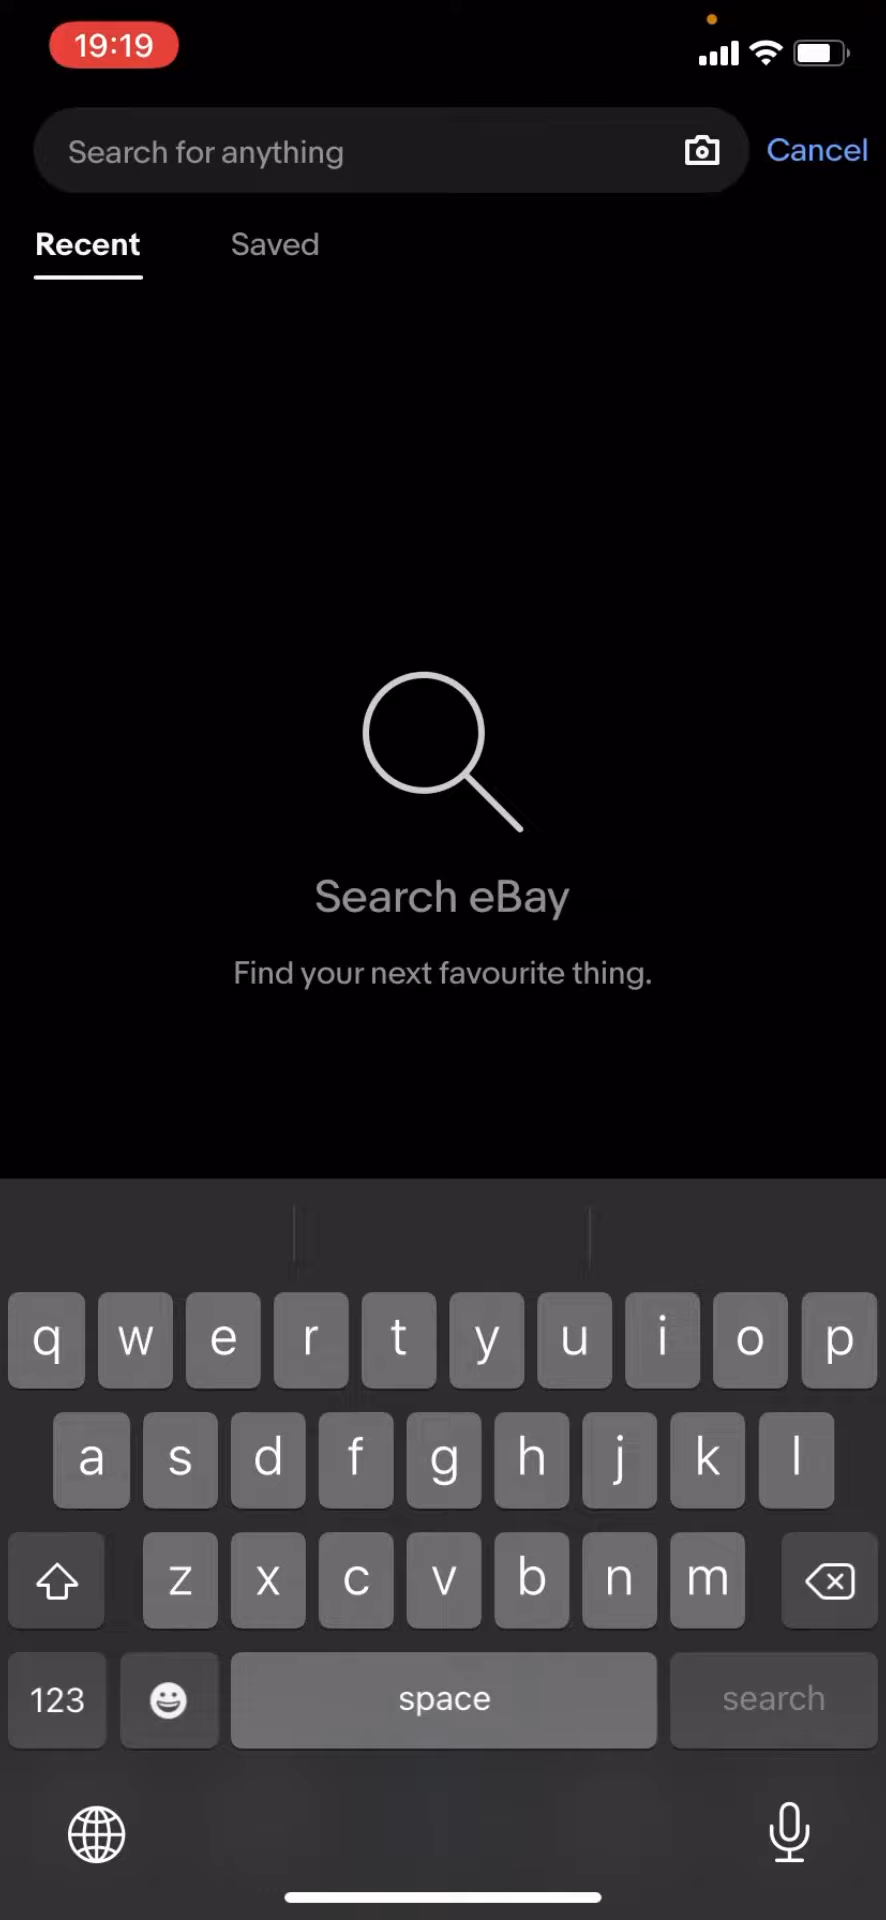 19:19
Search for anything
Cancel
Recent
Saved
Search eBay
Find your next favourite thing.
q w e r t y u i o p
a s d f g h j k l
z x c v b n m
123
space
search